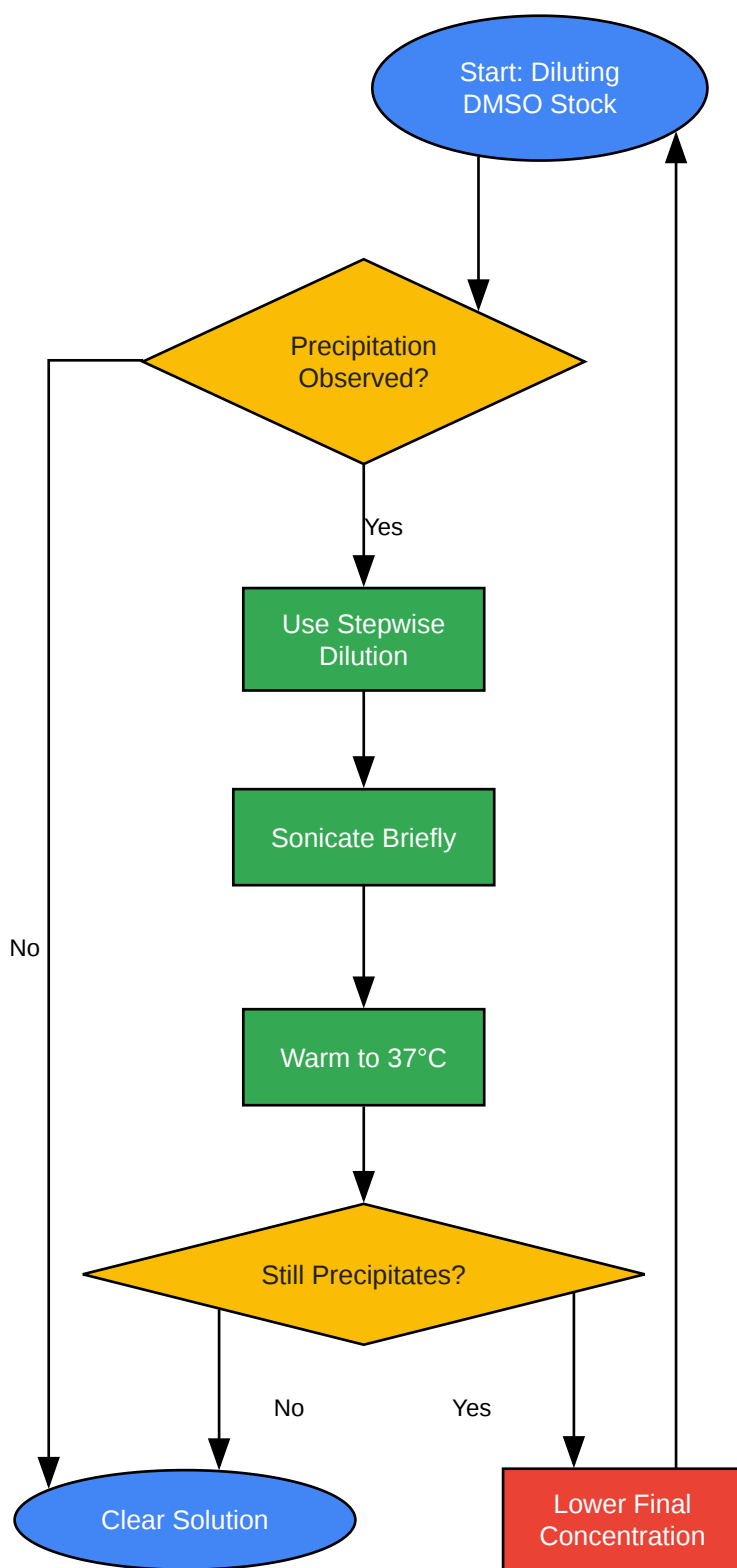 Start: Diluting
DMSO Stock
Precipitation
Observed?
Yes
Use Stepwise
Dilution
Sonicate Briefly
No
Warm to 37°C
Still Precipitates?
No
Yes
Clear Solution
Lower Final
Concentration